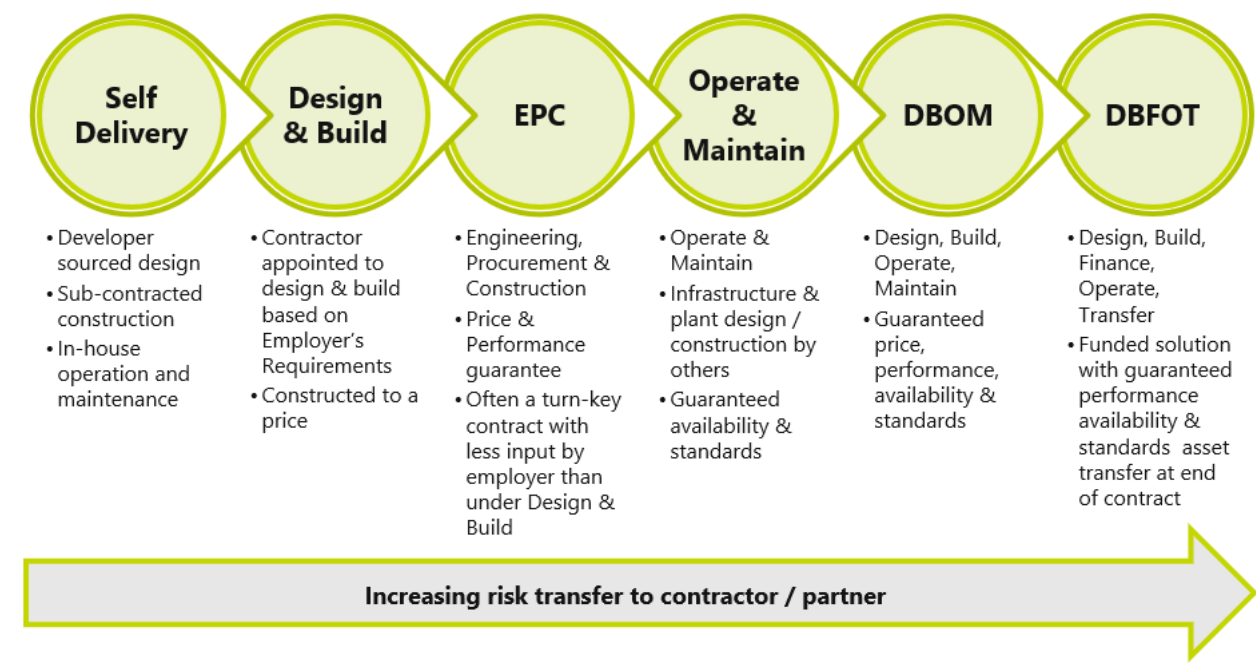 Self
Delivery
Design
& Build
EPC
Operate
&
Maintain
DBOM
DBFOT
• Developer
sourced design
• Sub-contracted
construction
• In-house
operation and
maintenance
• Contractor
appointed to
design & build
based on
Employer’s
Requirements
• Constructed to a
price
• Engineering,
Procurement &
Construction
• Price &
Performance
guarantee
• Often a turn-key
contract with
less input by
employer than
under Design &
Build
• Operate &
Maintain
• Infrastructure &
plant design /
construction by
others
• Guaranteed
availability &
standards
• Design, Build,
Operate,
Maintain
• Guaranteed
price,
performance,
availability &
standards
• Design, Build,
Finance,
Operate,
Transfer
• Funded solution
with guaranteed
performance
availability &
standards asset
transfer at end
of contract
Increasing risk transfer to contractor / partner